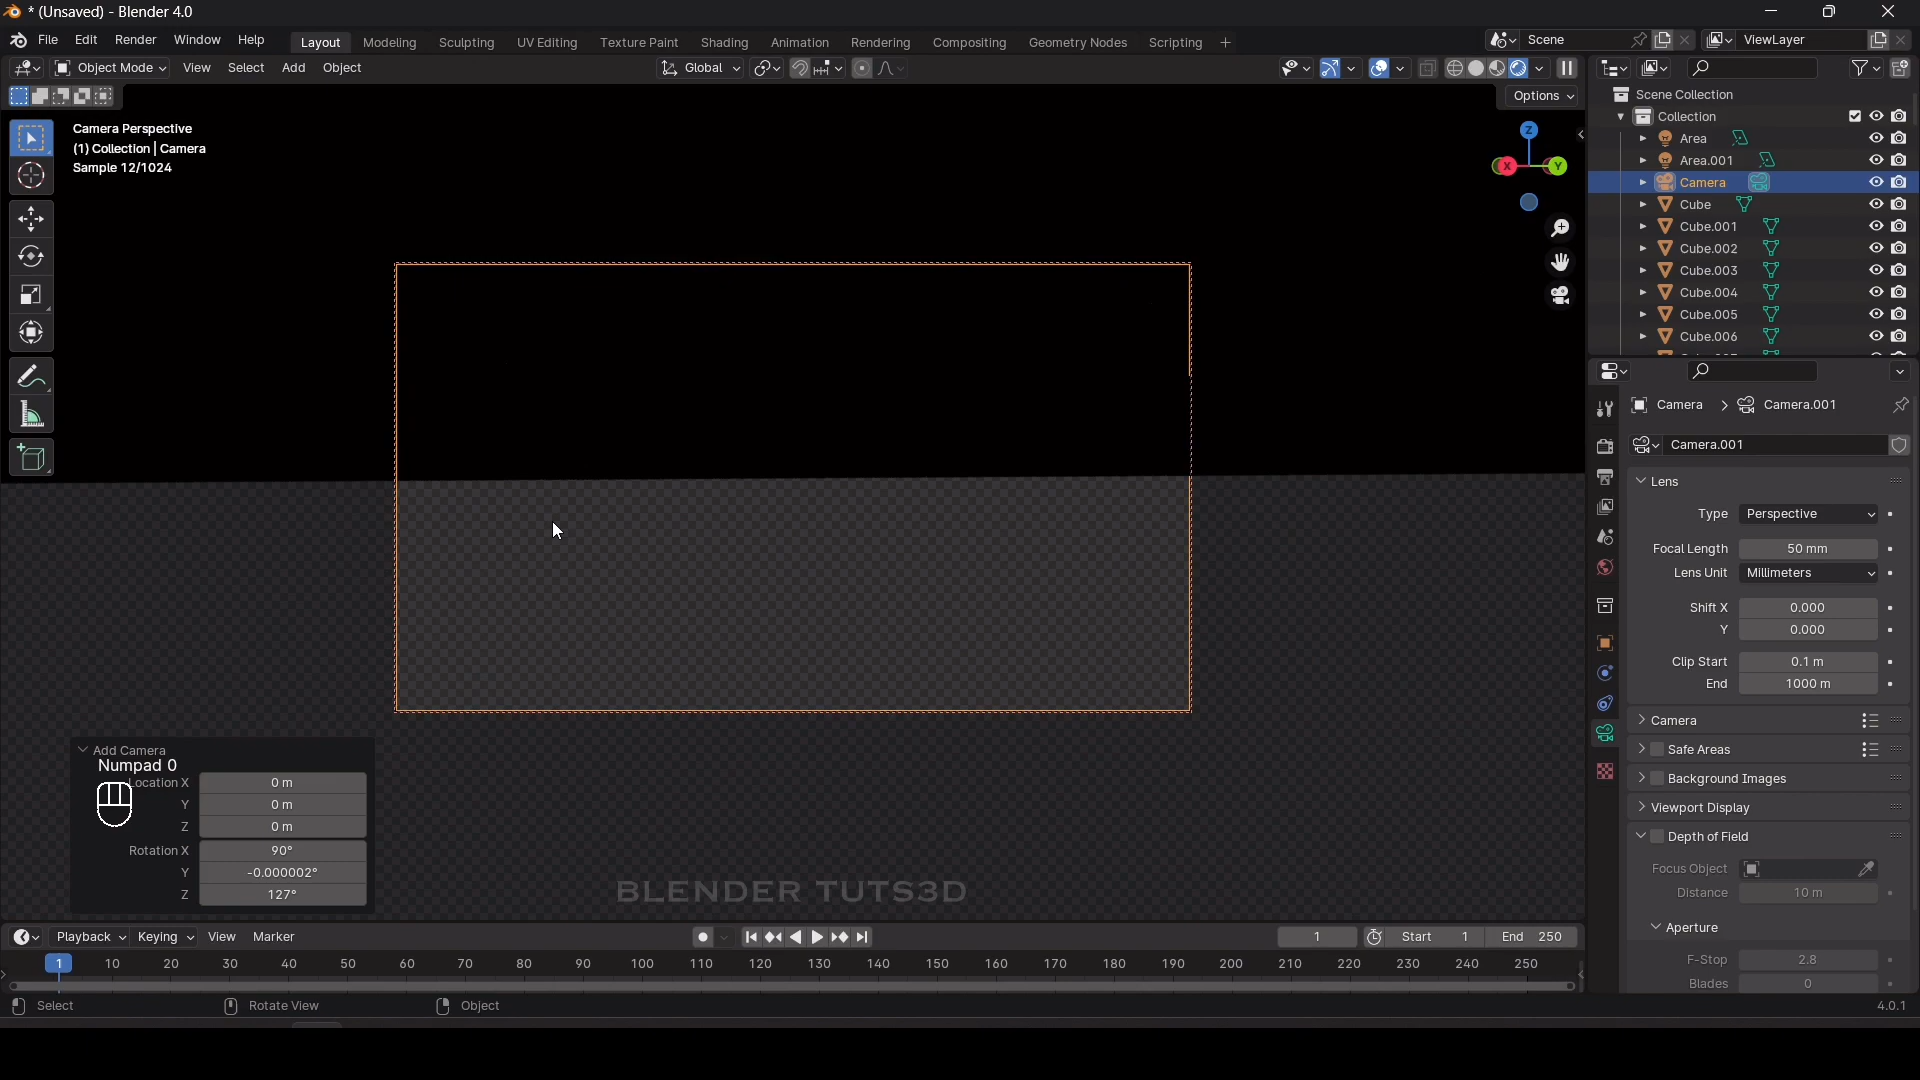 * (Unsaved) - Blender 4.0
File Edit Render Window Help
Layout Modeling Sculpting UV Editing Texture Paint Shading Animation Rendering Compositing Geometry Nodes Scripting +
Scene
ViewLayer
Object Mode View Select Add Object
Global
Options
Camera Perspective
(1) Collection | Camera
Sample 12/1024
Z
X
Y
Scene Collection
Collection
Area
Area.001
Camera
Cube
Cube.001
Cube.002
Cube.003
Cube.004
Cube.005
Cube.006
Camera > Camera.001
Camera.001
Lens
Type Perspective
Focal Length 50 mm
Lens Unit Millimeters
Shift X 0.000
Y 0.000
Clip Start 0.1 m
End 1000 m
Camera
Safe Areas
Background Images
Viewport Display
Depth of Field
Focus Object
Distance 10 m
Aperture
F-Stop 2.8
Blades 0
Add Camera
Numpad 0
Location X 0 m
Y 0 m
Z 0 m
Rotation X 90°
Y -0.000002°
Z 127°
BLENDER TUTS3D
Playback Keying View Marker
1
Start 1
End 250
1 10 20 30 40 50 60 70 80 90 100 110 120 130 140 150 160 170 180 190 200 210 220 230 240 250
Select Rotate View Object
4.0.1